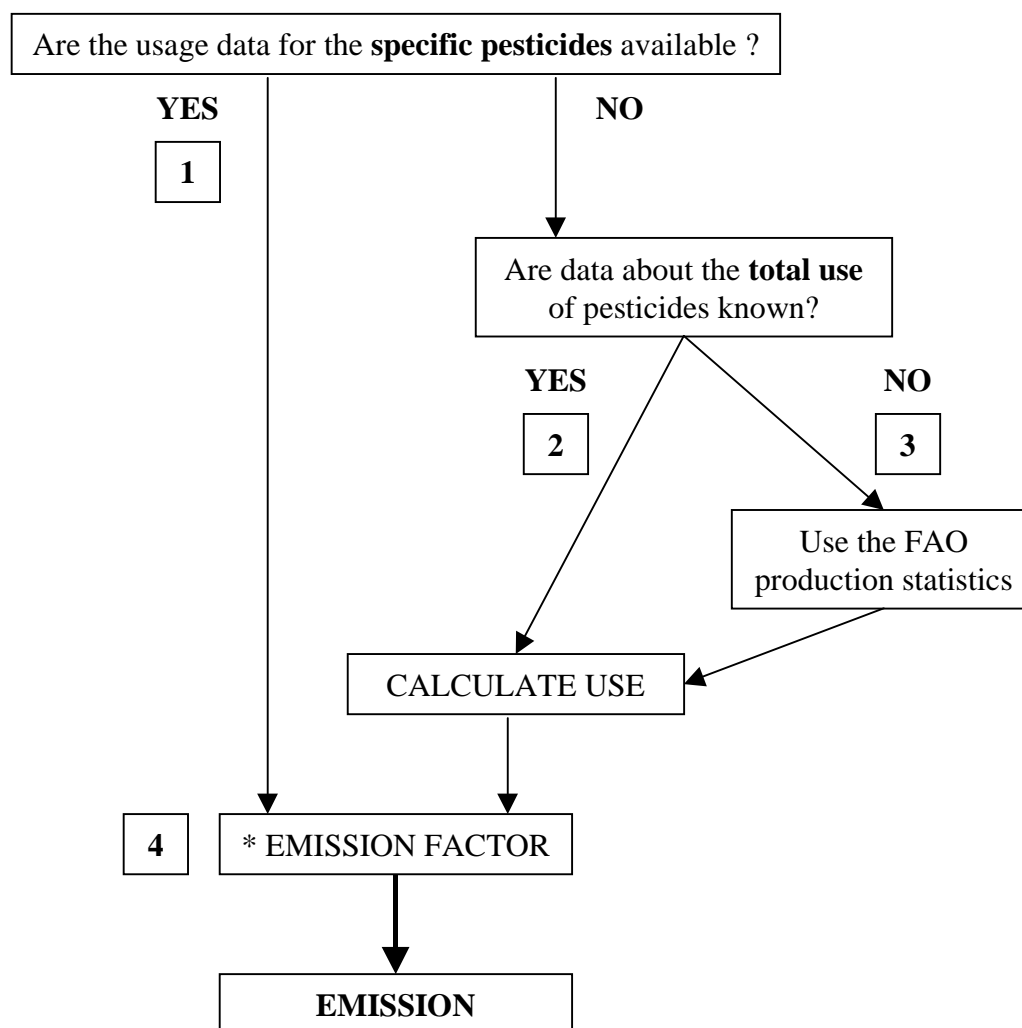 Are the usage data for the specific pesticides available ?
YES
NO
1
Are data about the total use
of pesticides known?
YES
NO
2
3
Use the FAO
production statistics
CALCULATE USE
4
* EMISSION FACTOR
EMISSION